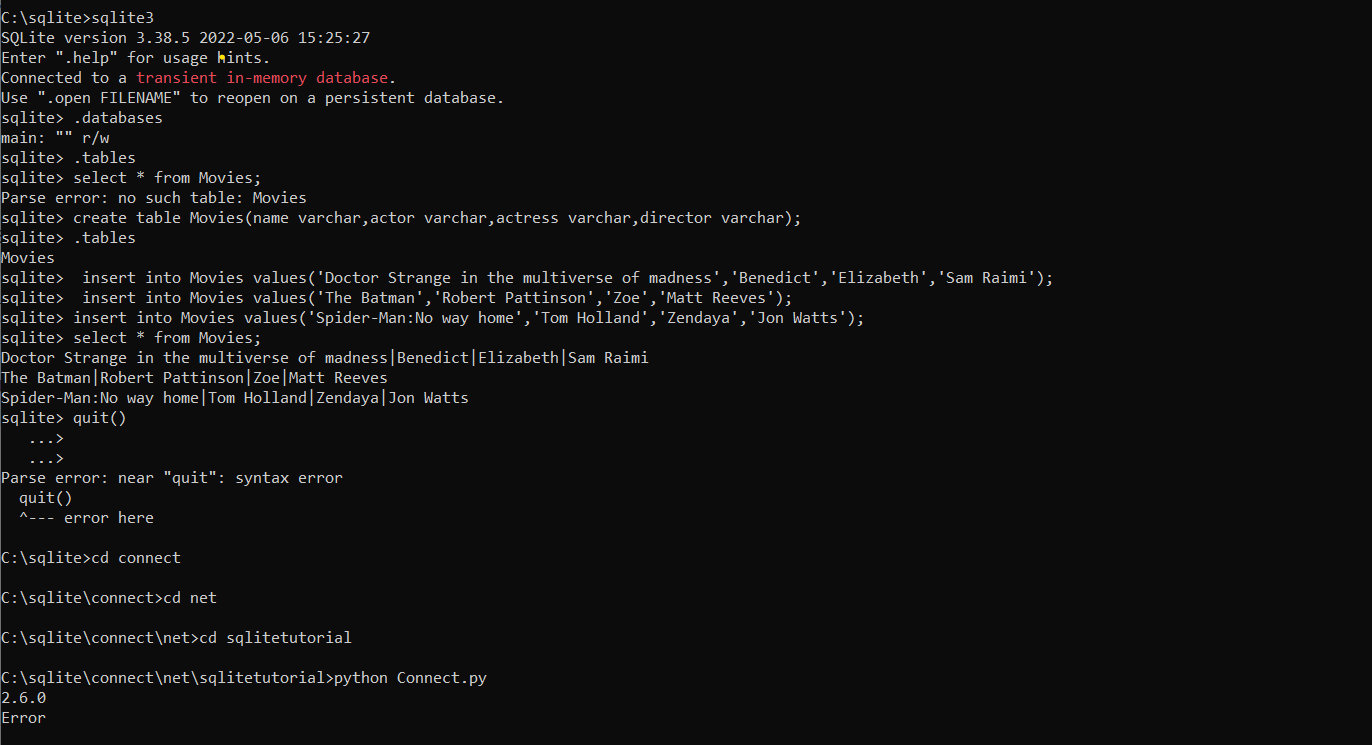 C:\sqlite>sqlite3
SQLite version 3.38.5 2022-05-06 15:25:27
Enter ".help" for usage hints.
Connected to a transient in-memory database.
Use ".open FILENAME" to reopen on a persistent database.
sqlite> .databases
main: "" r/w
sqlite> .tables
sqlite> select * from Movies;
Parse error: no such table: Movies
sqlite> create table Movies(name varchar,actor varchar,actress varchar,director varchar);
sqlite> .tables
Movies
sqlite>  insert into Movies values('Doctor Strange in the multiverse of madness','Benedict','Elizabeth','Sam Raimi');
sqlite>  insert into Movies values('The Batman','Robert Pattinson','Zoe','Matt Reeves');
sqlite> insert into Movies values('Spider-Man:No way home','Tom Holland','Zendaya','Jon Watts');
sqlite> select * from Movies;
Doctor Strange in the multiverse of madness|Benedict|Elizabeth|Sam Raimi
The Batman|Robert Pattinson|Zoe|Matt Reeves
Spider-Man:No way home|Tom Holland|Zendaya|Jon Watts
sqlite> quit()
   ...>
   ...>
Parse error: near "quit": syntax error
  quit()
  ^--- error here
C:\sqlite>cd connect
C:\sqlite\connect>cd net
C:\sqlite\connect\net>cd sqlitetutorial
C:\sqlite\connect\net\sqlitetutorial>python Connect.py
2.6.0
Error